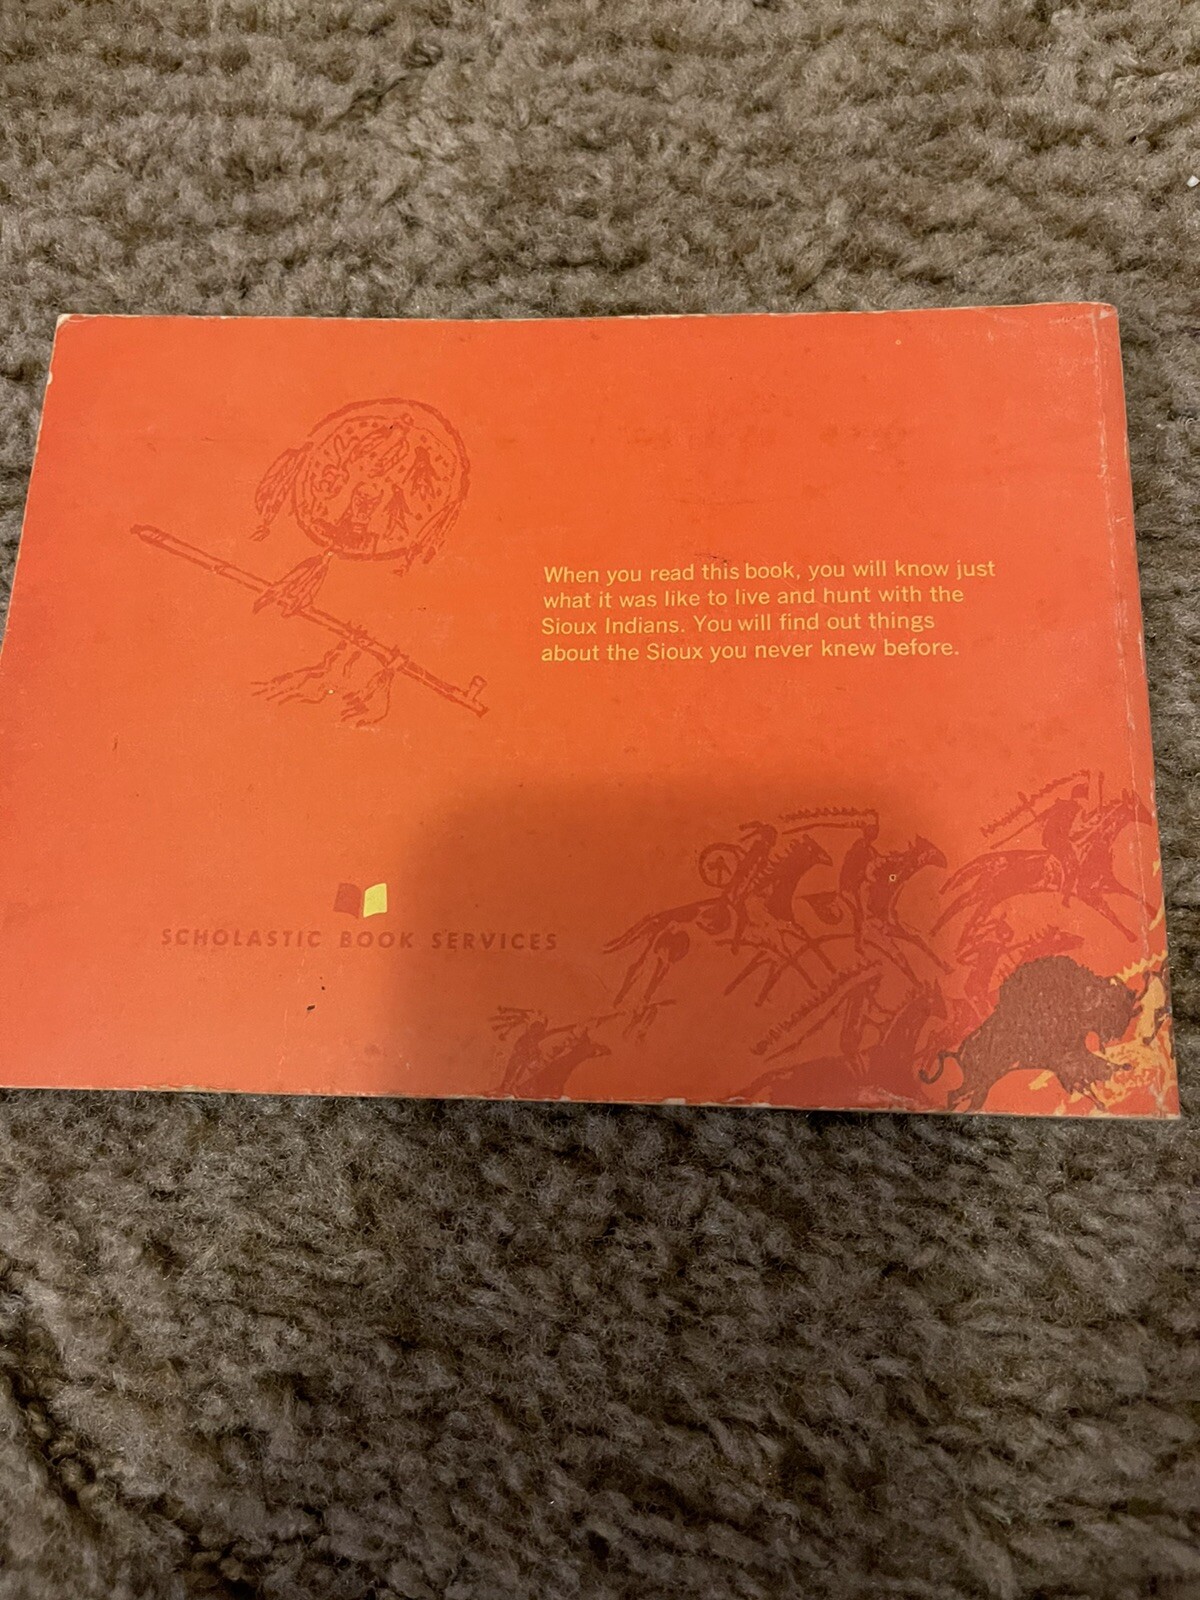 When you read this book, you will know just
what it was like to live and hunt with the
Sioux Indians. You will find out things
about the Sioux you never knew before.
SCHOLASTIC BOOK SERVICES